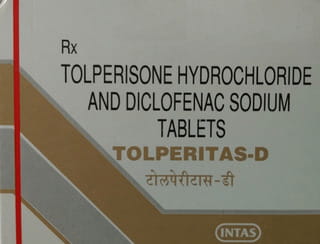 Rx
TOLPERISONE HYDROCHLORIDE
AND DICLOFENAC SODIUM
TABLETS
TOLPERITAS-D
टोलपेरीटास-डी
INTAS